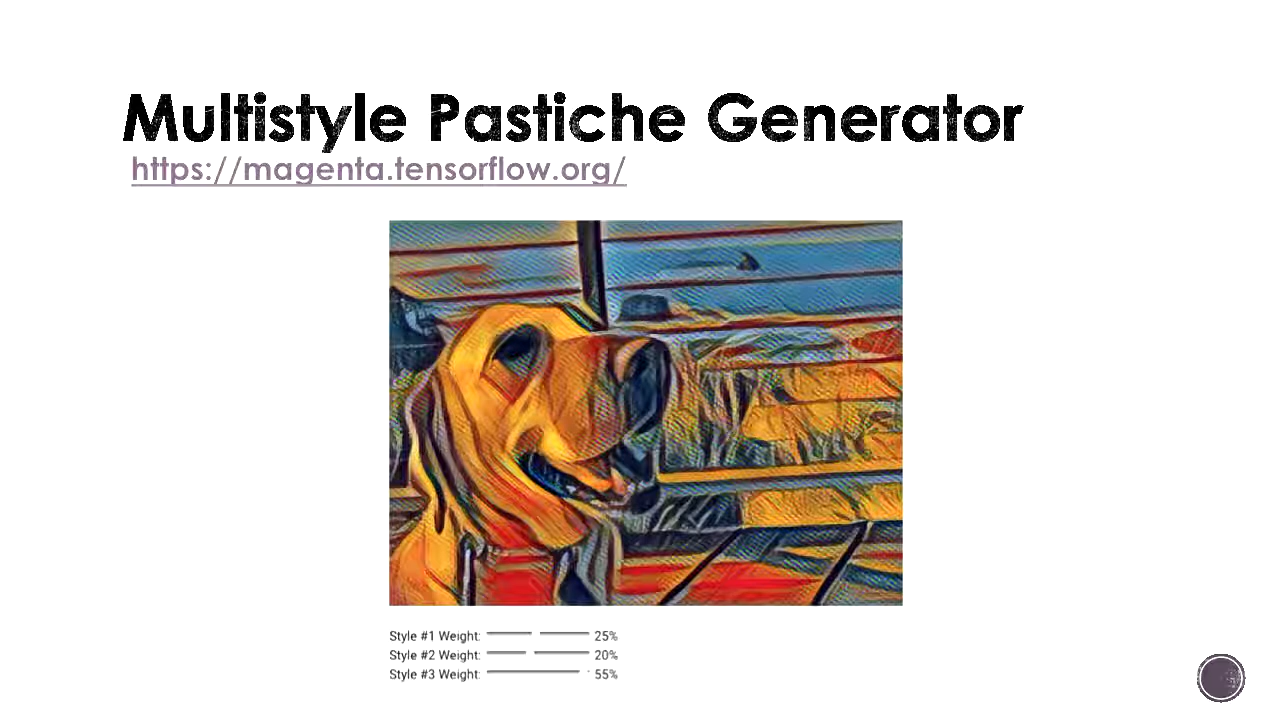 Multistyle Pastiche Generator
https://magenta.tensorflow.org/
Style #1 Weight: 25%
Style #2 Weight: 20%
Style #3 Weight: 55%